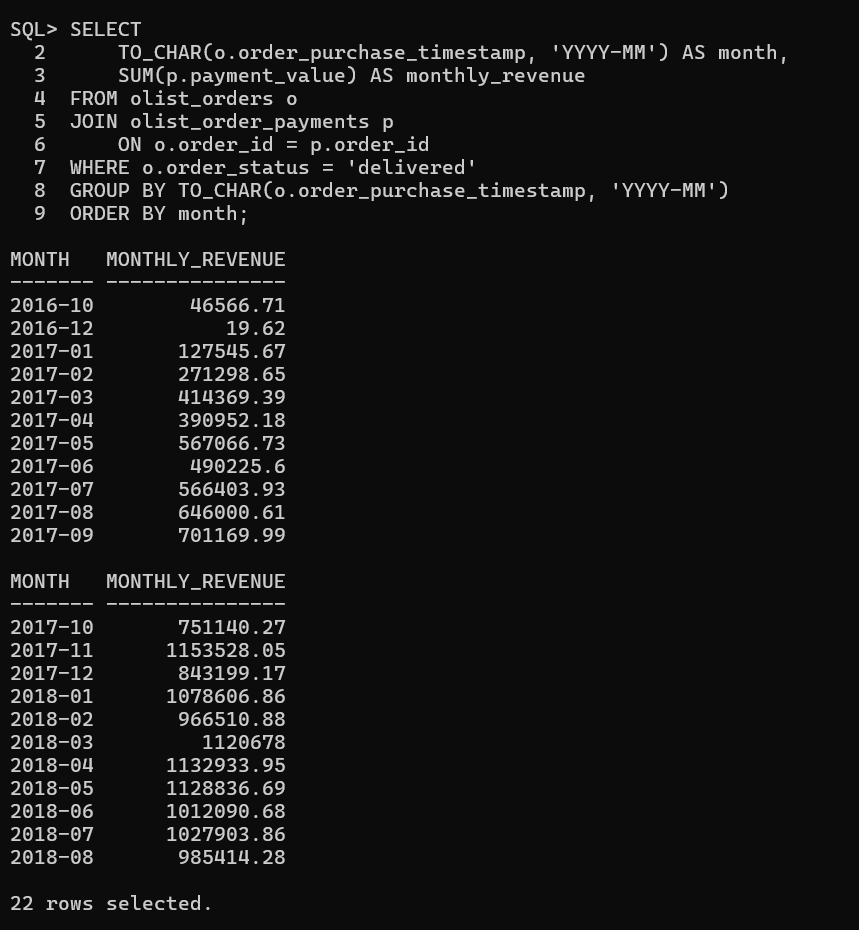 SQL> SELECT
  2      TO_CHAR(o.order_purchase_timestamp, 'YYYY-MM') AS month,
  3      SUM(p.payment_value) AS monthly_revenue
  4  FROM olist_orders o
  5  JOIN olist_order_payments p
  6      ON o.order_id = p.order_id
  7  WHERE o.order_status = 'delivered'
  8  GROUP BY TO_CHAR(o.order_purchase_timestamp, 'YYYY-MM')
  9  ORDER BY month;

MONTH   MONTHLY_REVENUE
------- ---------------
2016-10        46566.71
2016-12           19.62
2017-01       127545.67
2017-02       271298.65
2017-03       414369.39
2017-04       390952.18
2017-05       567066.73
2017-06        490225.6
2017-07       566403.93
2017-08       646000.61
2017-09       701169.99

MONTH   MONTHLY_REVENUE
------- ---------------
2017-10       751140.27
2017-11      1153528.05
2017-12       843199.17
2018-01      1078606.86
2018-02       966510.88
2018-03         1120678
2018-04      1132933.95
2018-05      1128836.69
2018-06      1012090.68
2018-07      1027903.86
2018-08       985414.28

22 rows selected.